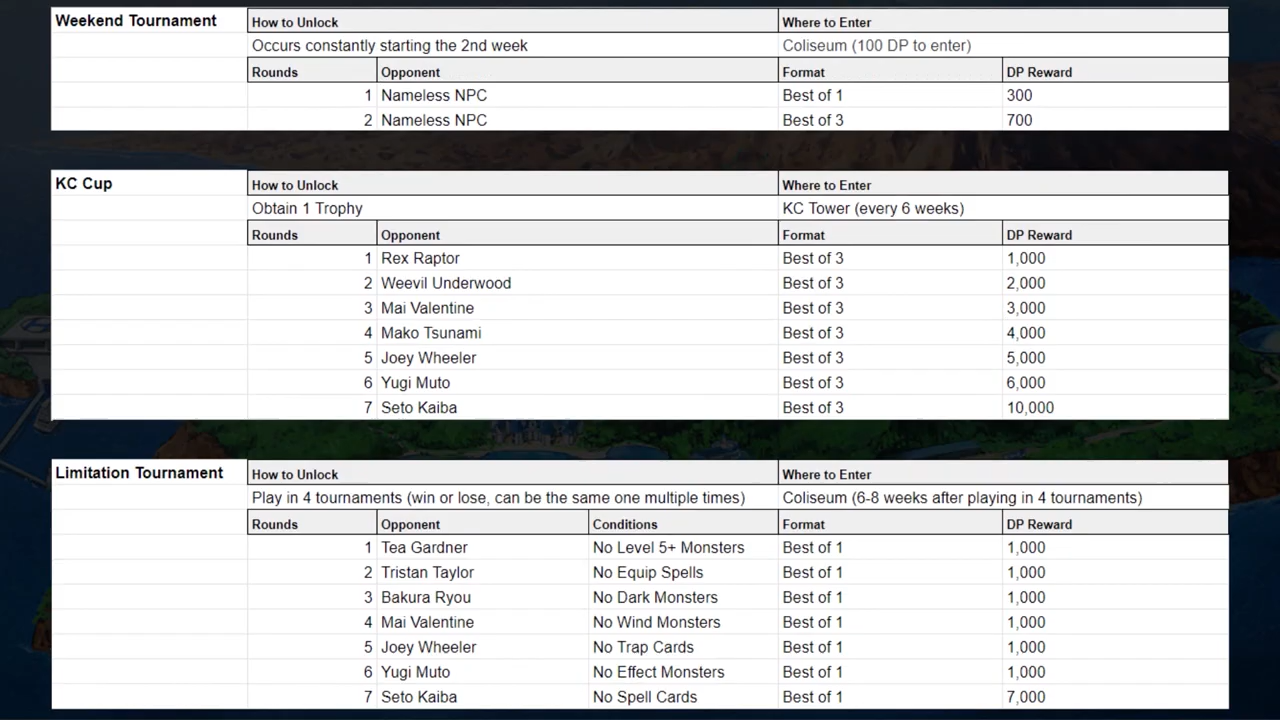 Weekend Tournament How to Unlock Where to Enter
Occurs constantly starting the 2nd week Coliseum (100 DP to enter)
Rounds Opponent Format DP Reward
1 Nameless NPC Best of 1 300
2 Nameless NPC Best of 3 700
KC Cup How to Unlock Where to Enter
Obtain 1 Trophy KC Tower (every 6 weeks)
Rounds Opponent Format DP Reward
1 Rex Raptor Best of 3 1,000
2 Weevil Underwood Best of 3 2,000
3 Mai Valentine Best of 3 3,000
4 Mako Tsunami Best of 3 4,000
5 Joey Wheeler Best of 3 5,000
6 Yugi Muto Best of 3 6,000
7 Seto Kaiba Best of 3 10,000
Limitation Tournament How to Unlock Where to Enter
Play in 4 tournaments (win or lose, can be the same one multiple times) Coliseum (6-8 weeks after playing in 4 tournaments)
Rounds Opponent Conditions Format DP Reward
1 Tea Gardner No Level 5+ Monsters Best of 1 1,000
2 Tristan Taylor No Equip Spells Best of 1 1,000
3 Bakura Ryou No Dark Monsters Best of 1 1,000
4 Mai Valentine No Wind Monsters Best of 1 1,000
5 Joey Wheeler No Trap Cards Best of 1 1,000
6 Yugi Muto No Effect Monsters Best of 1 1,000
7 Seto Kaiba No Spell Cards Best of 1 7,000